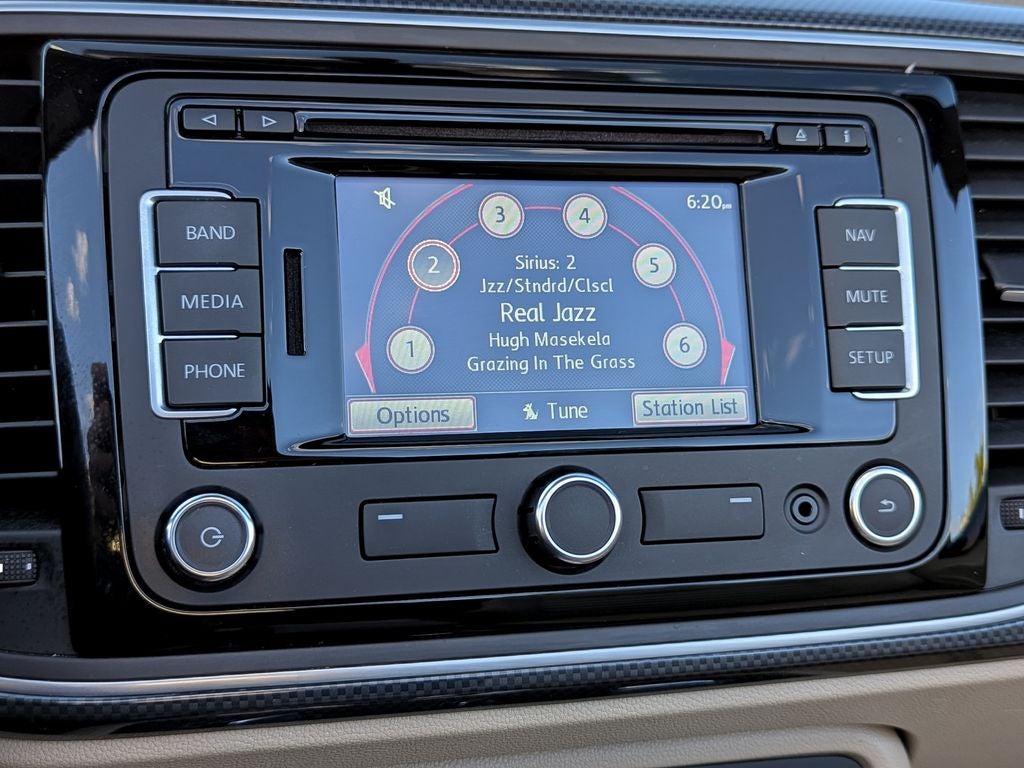 6:20pm
3 4
2 5
1 6
Sirius: 2
Jzz/Stndrd/Clscl
Real Jazz
Hugh Masekela
Grazing In The Grass
Options
Tune
Station List
BAND
MEDIA
PHONE
NAV
MUTE
SETUP
i